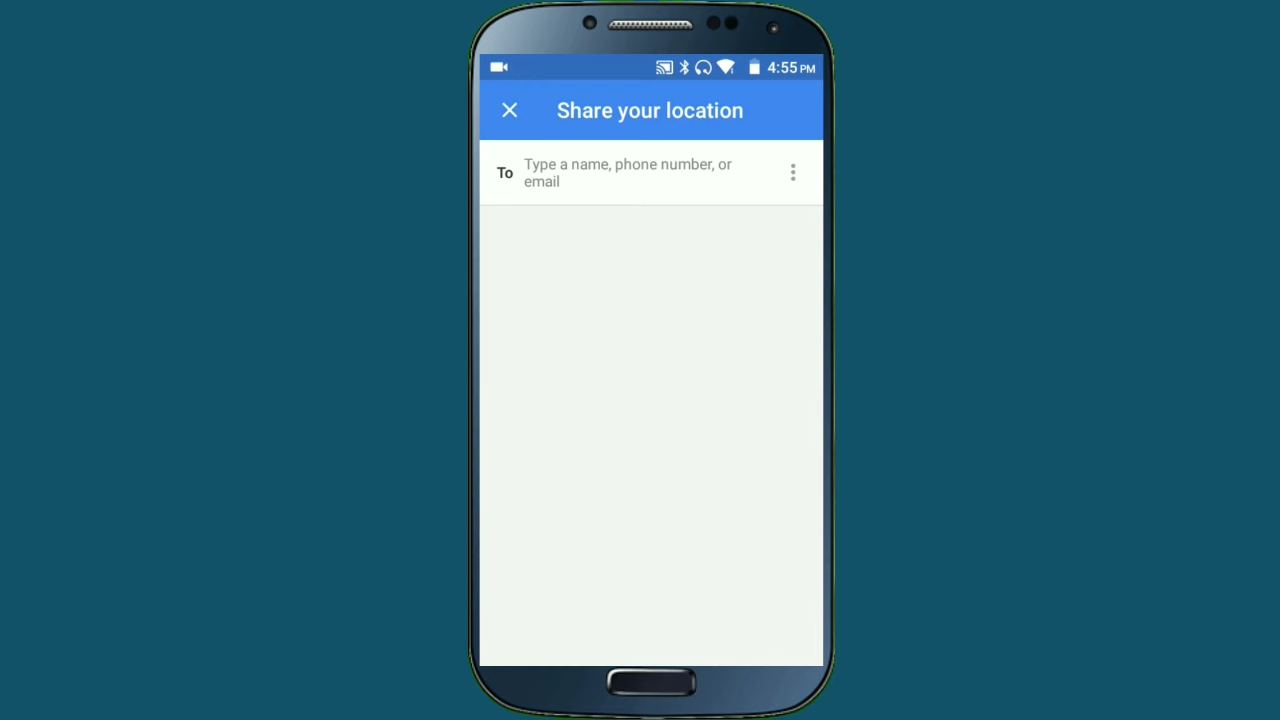 4:55 PM
Share your location
To Type a name, phone number, or
email